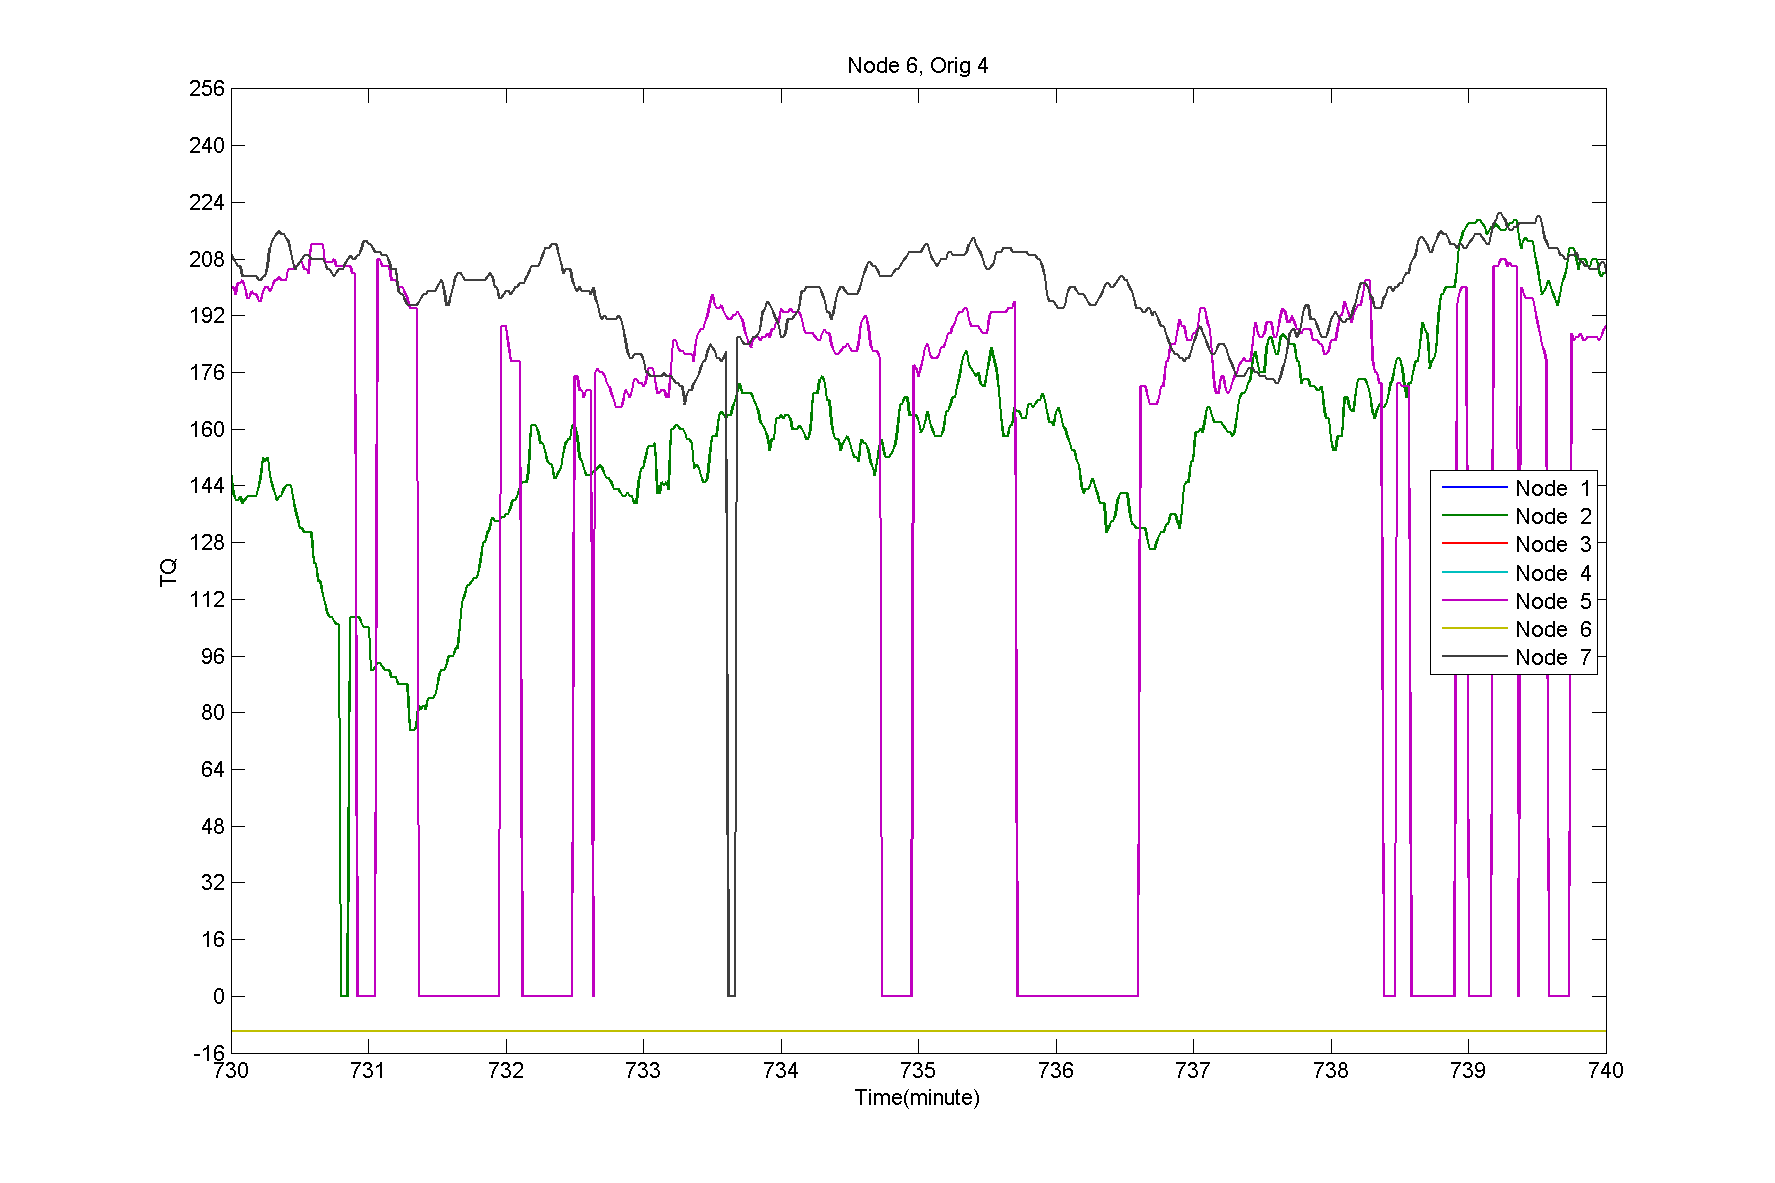 Node 6, Orig 4
256
240
224
208
192
176
160
144
128
112
96
80
64
48
32
16
0
-16
TQ
730 731 732 733 734 735 736 737 738 739 740
Time(minute)
Node 1
Node 2
Node 3
Node 4
Node 5
Node 6
Node 7